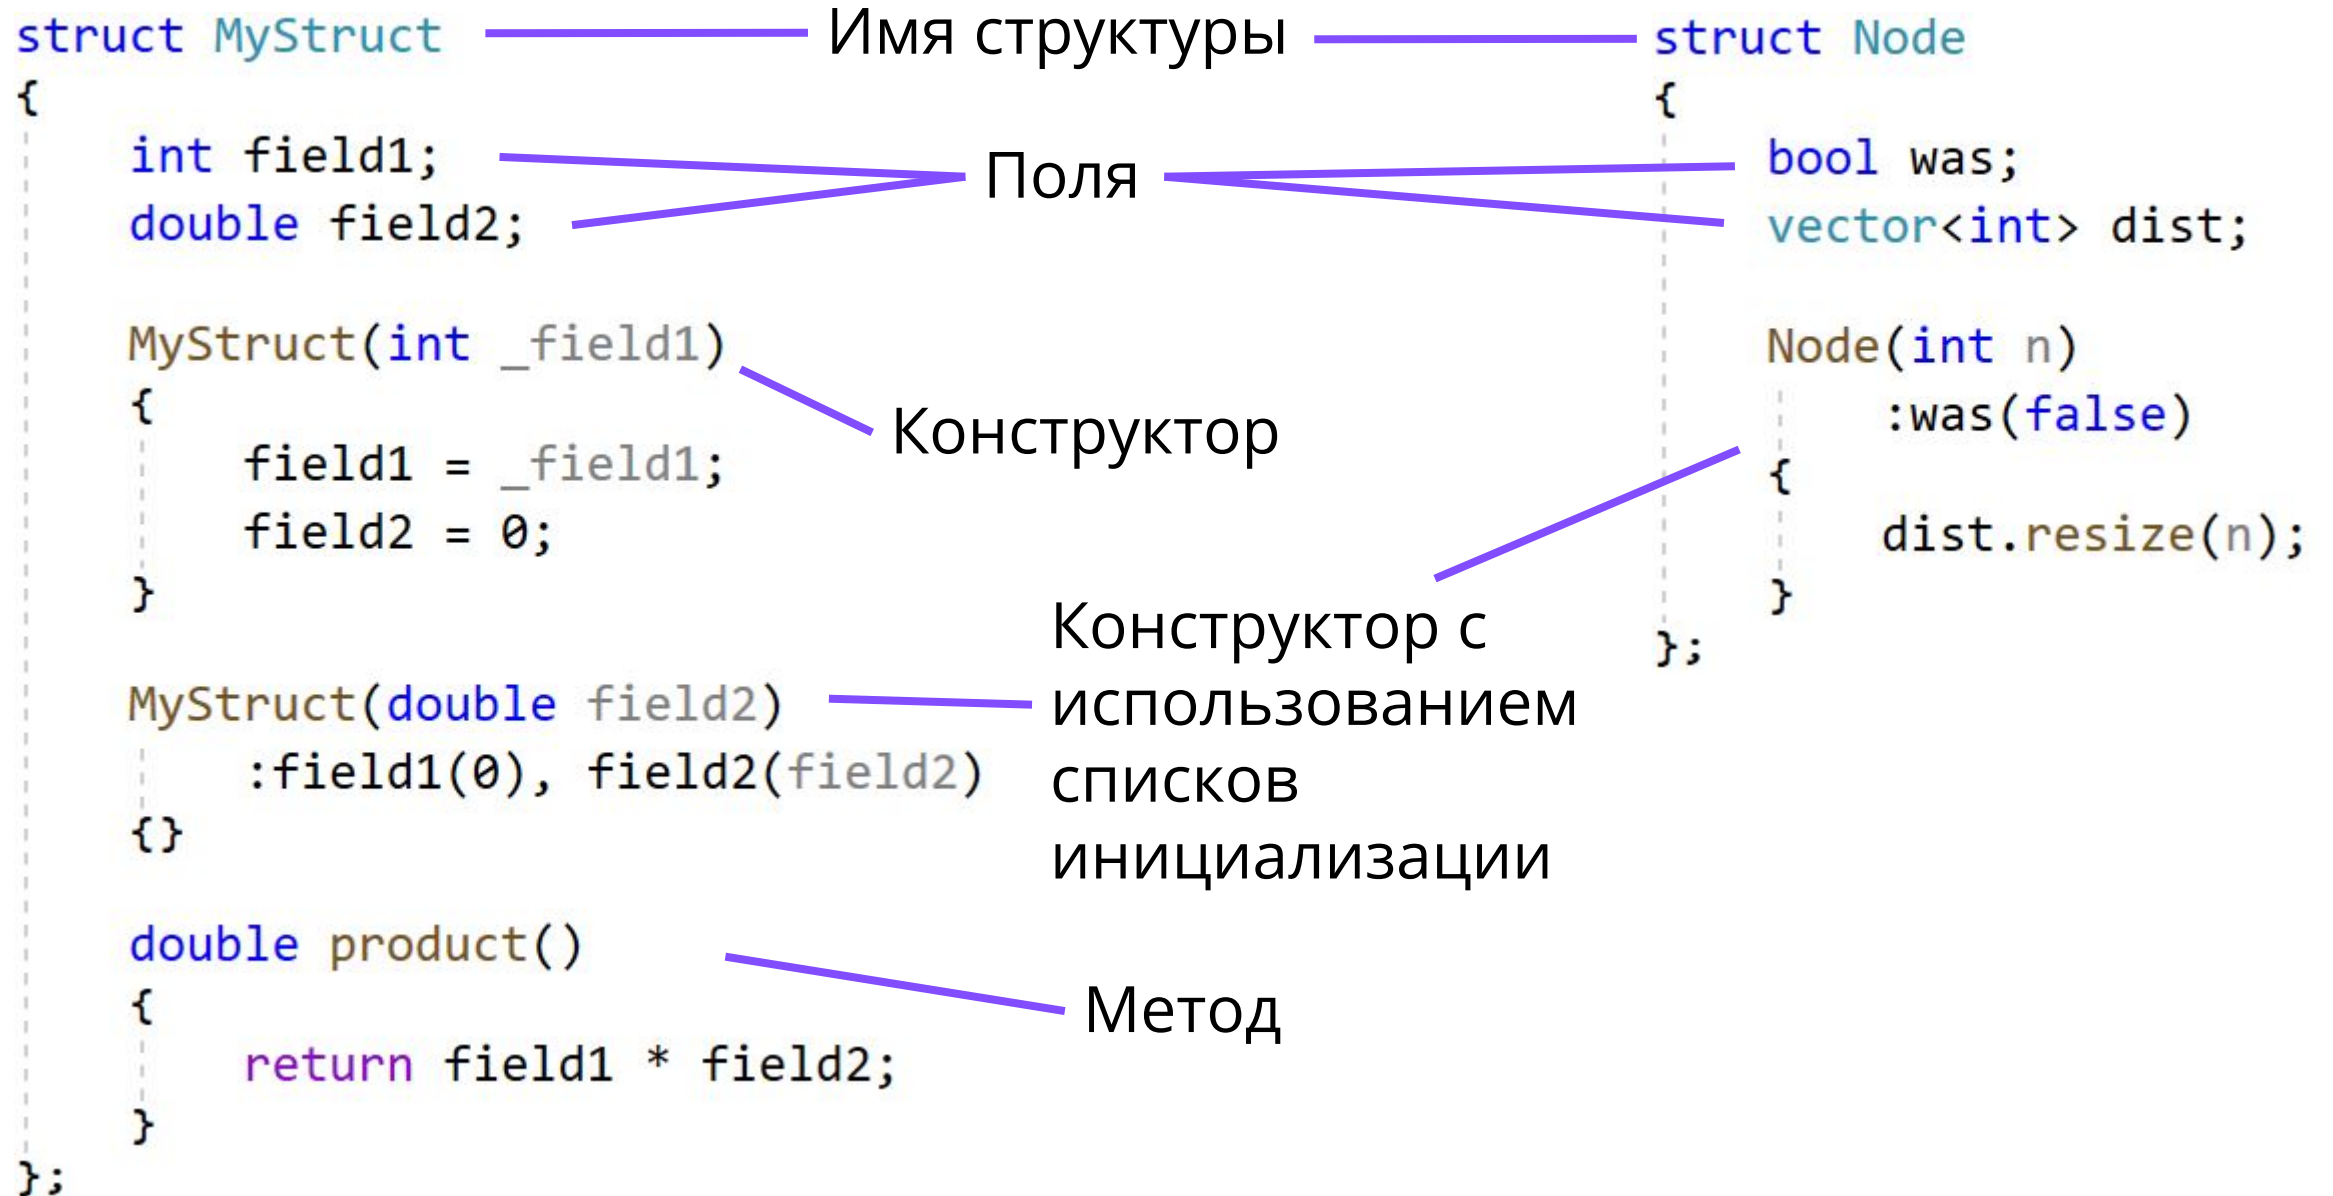 struct MyStruct
{
int field1;
double field2;
MyStruct(int _field1)
{
field1 = _field1;
field2 = 0;
}
MyStruct(double field2)
:field1(0), field2(field2)
{}
double product()
{
return field1 * field2;
}
};
Имя структуры
Поля
Конструктор
Конструктор с
использованием
списков
инициализации
Метод
struct Node
{
bool was;
vector<int> dist;
Node(int n)
:was(false)
{
dist.resize(n);
}
};